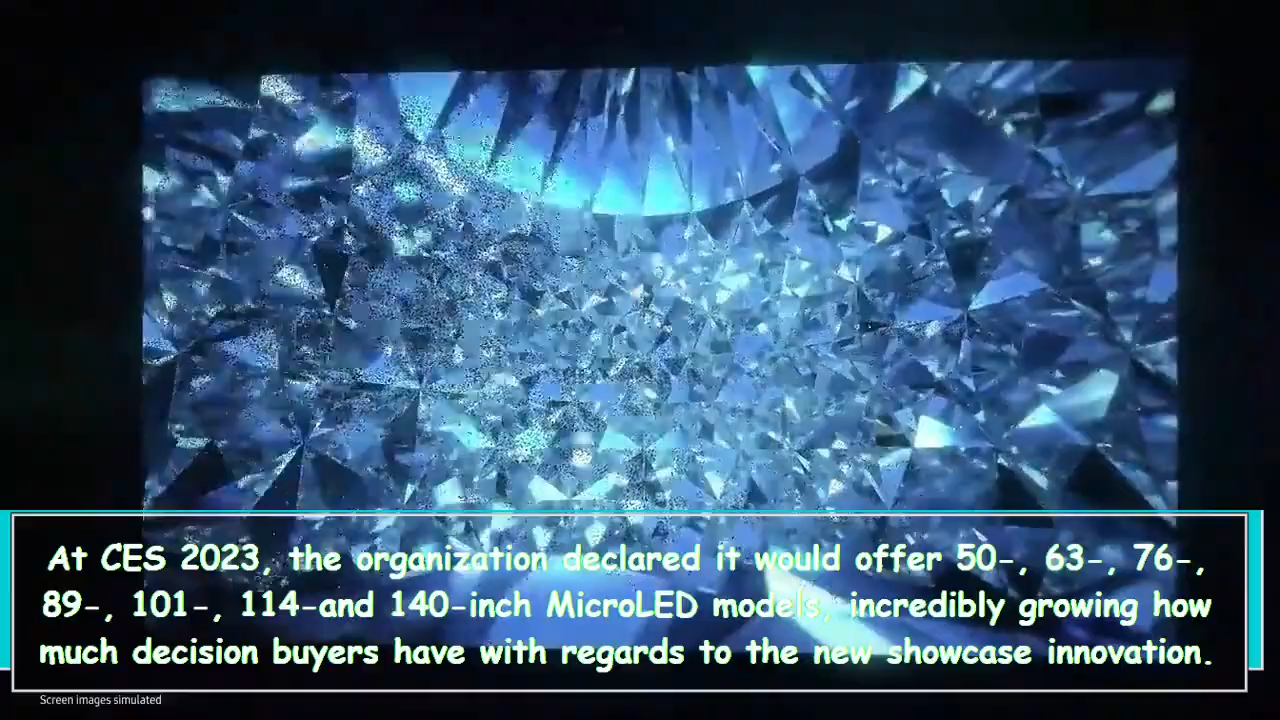 At CES 2023, the organization declared it would offer 50-, 63-, 76-,
89-, 101-, 114-and 140-inch MicroLED models, incredibly growing how
much decision buyers have with regards to the new showcase innovation.
Screen images simulated